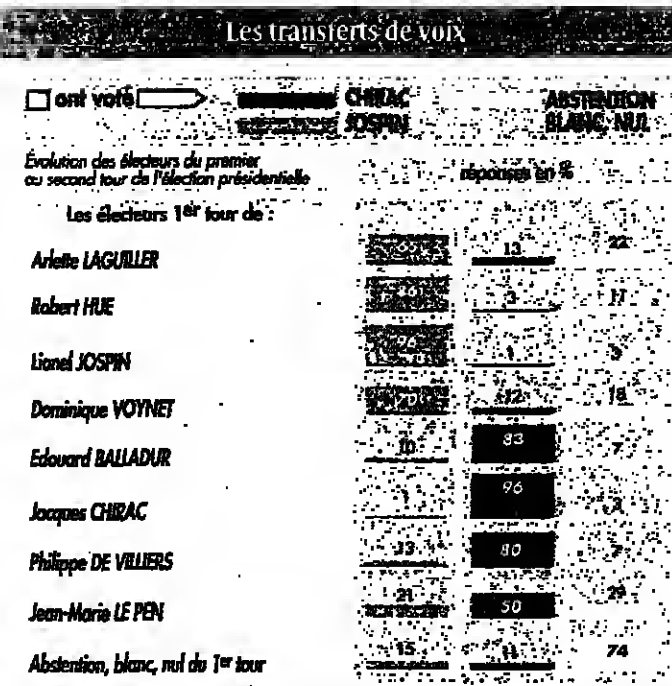 Les transferts de voix
ont voté CHIRAC ABSTENTION
JOSPIN BLANC, NUL
Évolution des électeurs du premier
au second tour de l'élection présidentielle réponses en %
Les électeurs 1er tour de :
Arlette LAGUILLER 13 22
Robert HUE 3
Lionel JOSPIN 1 3
Dominique VOYNET 12 18
Edouard BALLADUR 10 83 7
Jacques CHIRAC 1 96
Philippe DE VILLIERS 13 80 7
Jean-Marie LE PEN 21 50 29
Abstention, blanc, nul du 1er tour 15 11 74